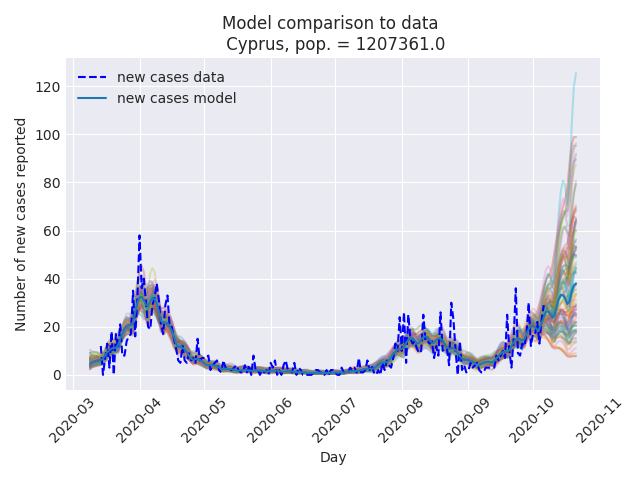 Model comparison to data
Cyprus, pop. = 1207361.0
new cases data
new cases model
Number of new cases reported
120
100
80
60
40
20
0
2020-03
2020-04
2020-05
2020-06
2020-07
2020-08
2020-09
2020-10
2020-11
Day